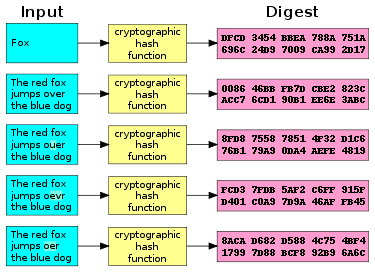 Input
Digest
Fox
cryptographic
hash
function
DFCD 3454 BBEA 788A 751A
696C 24D9 7009 CA99 2D17
The red fox
jumps over
the blue dog
cryptographic
hash
function
0086 46BB FB7D CBE2 823C
ACC7 6CD1 90B1 EE6E 3ABC
The red fox
jumps ouer
the blue dog
cryptographic
hash
function
8FD8 7558 7851 4F32 D1C6
76B1 79A9 0DA4 AEFE 4819
The red fox
jumps oevr
the blue dog
cryptographic
hash
function
FCD3 7FDB 5AF2 C6FF 915F
D401 C0A9 7D9A 46AF FB45
The red fox
jumps oer
the blue dog
cryptographic
hash
function
8ACA D682 D588 4C75 4BF4
1799 7D88 BCF8 92B9 6A6C